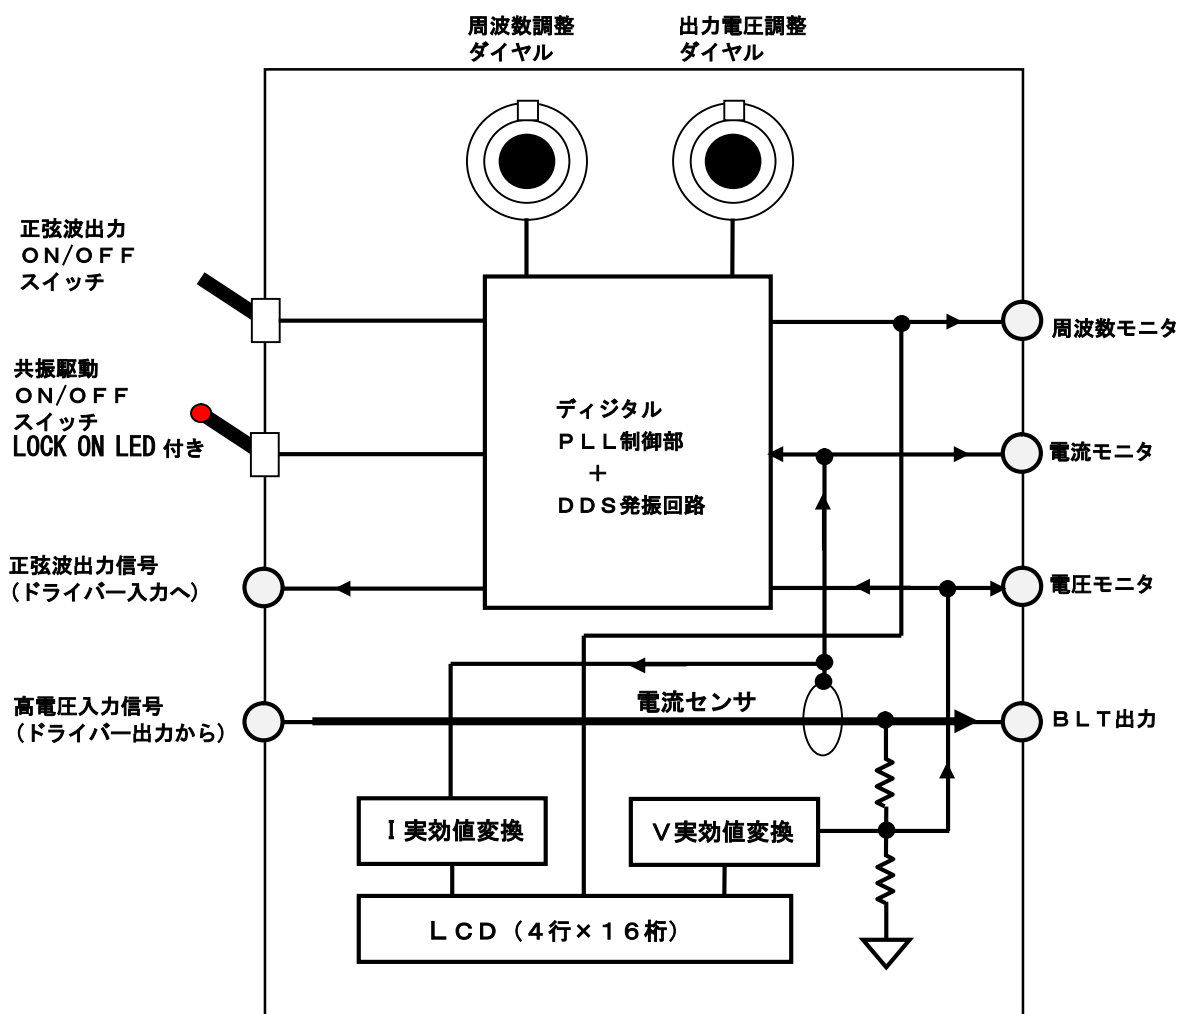 周波数調整
ダイヤル
出力電圧調整
ダイヤル
正弦波出力
ＯＮ/ＯＦＦ
スイッチ
共振駆動
ＯＮ/ＯＦＦ
スイッチ
LOCK ON LED 付き
正弦波出力信号
（ドライバー入力へ）
高電圧入力信号
（ドライバー出力から）
ディジタル
ＰＬＬ制御部
＋
ＤＤＳ発振回路
周波数モニタ
電流モニタ
電圧モニタ
ＢＬＴ出力
電流センサ
Ｉ実効値変換
Ｖ実効値変換
ＬＣＤ（４行×１６桁）